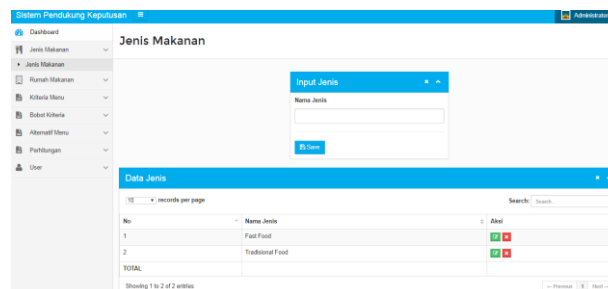 Sistem Pendukung Keputusan
Administrator
Dashboard
Jenis Makanan
Jenis Makanan
Rumah Makanan
Kriteria Menu
Bobot Kriteria
Alternatif Menu
Perhitungan
User
Jenis Makanan
Input Jenis
Nama Jenis
Save
Data Jenis
10 records per page
Search: Search...
No Nama Jenis Aksi
1 Fast Food
2 Tradisional Food
TOTAL
Showing 1 to 2 of 2 entries
← Previous 1 Next →